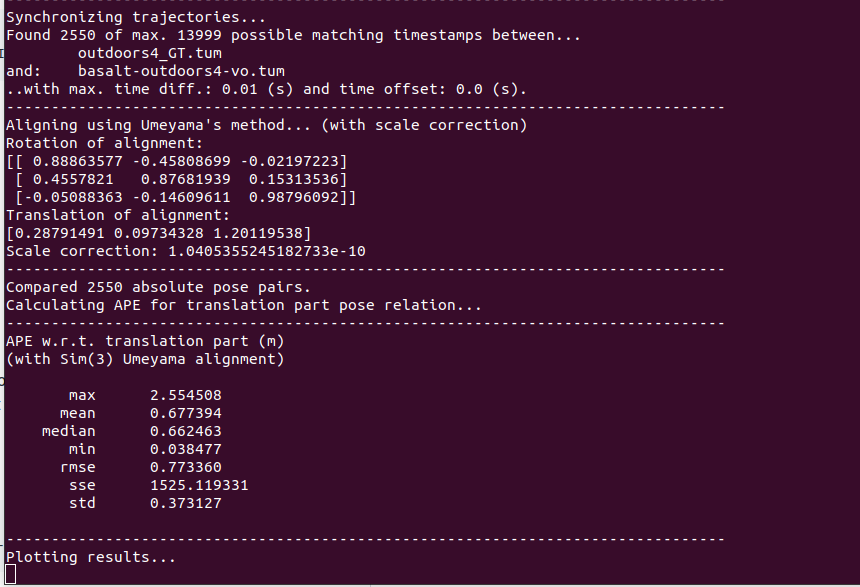 --------------------------------------------------------------------------------
Synchronizing trajectories...
Found 2550 of max. 13999 possible matching timestamps between...
        outdoors4_GT.tum
and:    basalt-outdoors4-vo.tum
..with max. time diff.: 0.01 (s) and time offset: 0.0 (s).
--------------------------------------------------------------------------------
Aligning using Umeyama's method... (with scale correction)
Rotation of alignment:
[[ 0.88863577 -0.45808699 -0.02197223]
 [ 0.4557821   0.87681939  0.15313536]
 [-0.05088363 -0.14609611  0.98796092]]
Translation of alignment:
[0.28791491 0.09734328 1.20119538]
Scale correction: 1.0405355245182733e-10
--------------------------------------------------------------------------------
Compared 2550 absolute pose pairs.
Calculating APE for translation part pose relation...
--------------------------------------------------------------------------------
APE w.r.t. translation part (m)
(with Sim(3) Umeyama alignment)
       max      2.554508
      mean      0.677394
    median      0.662463
       min      0.038477
      rmse      0.773360
       sse      1525.119331
       std      0.373127
--------------------------------------------------------------------------------
Plotting results...